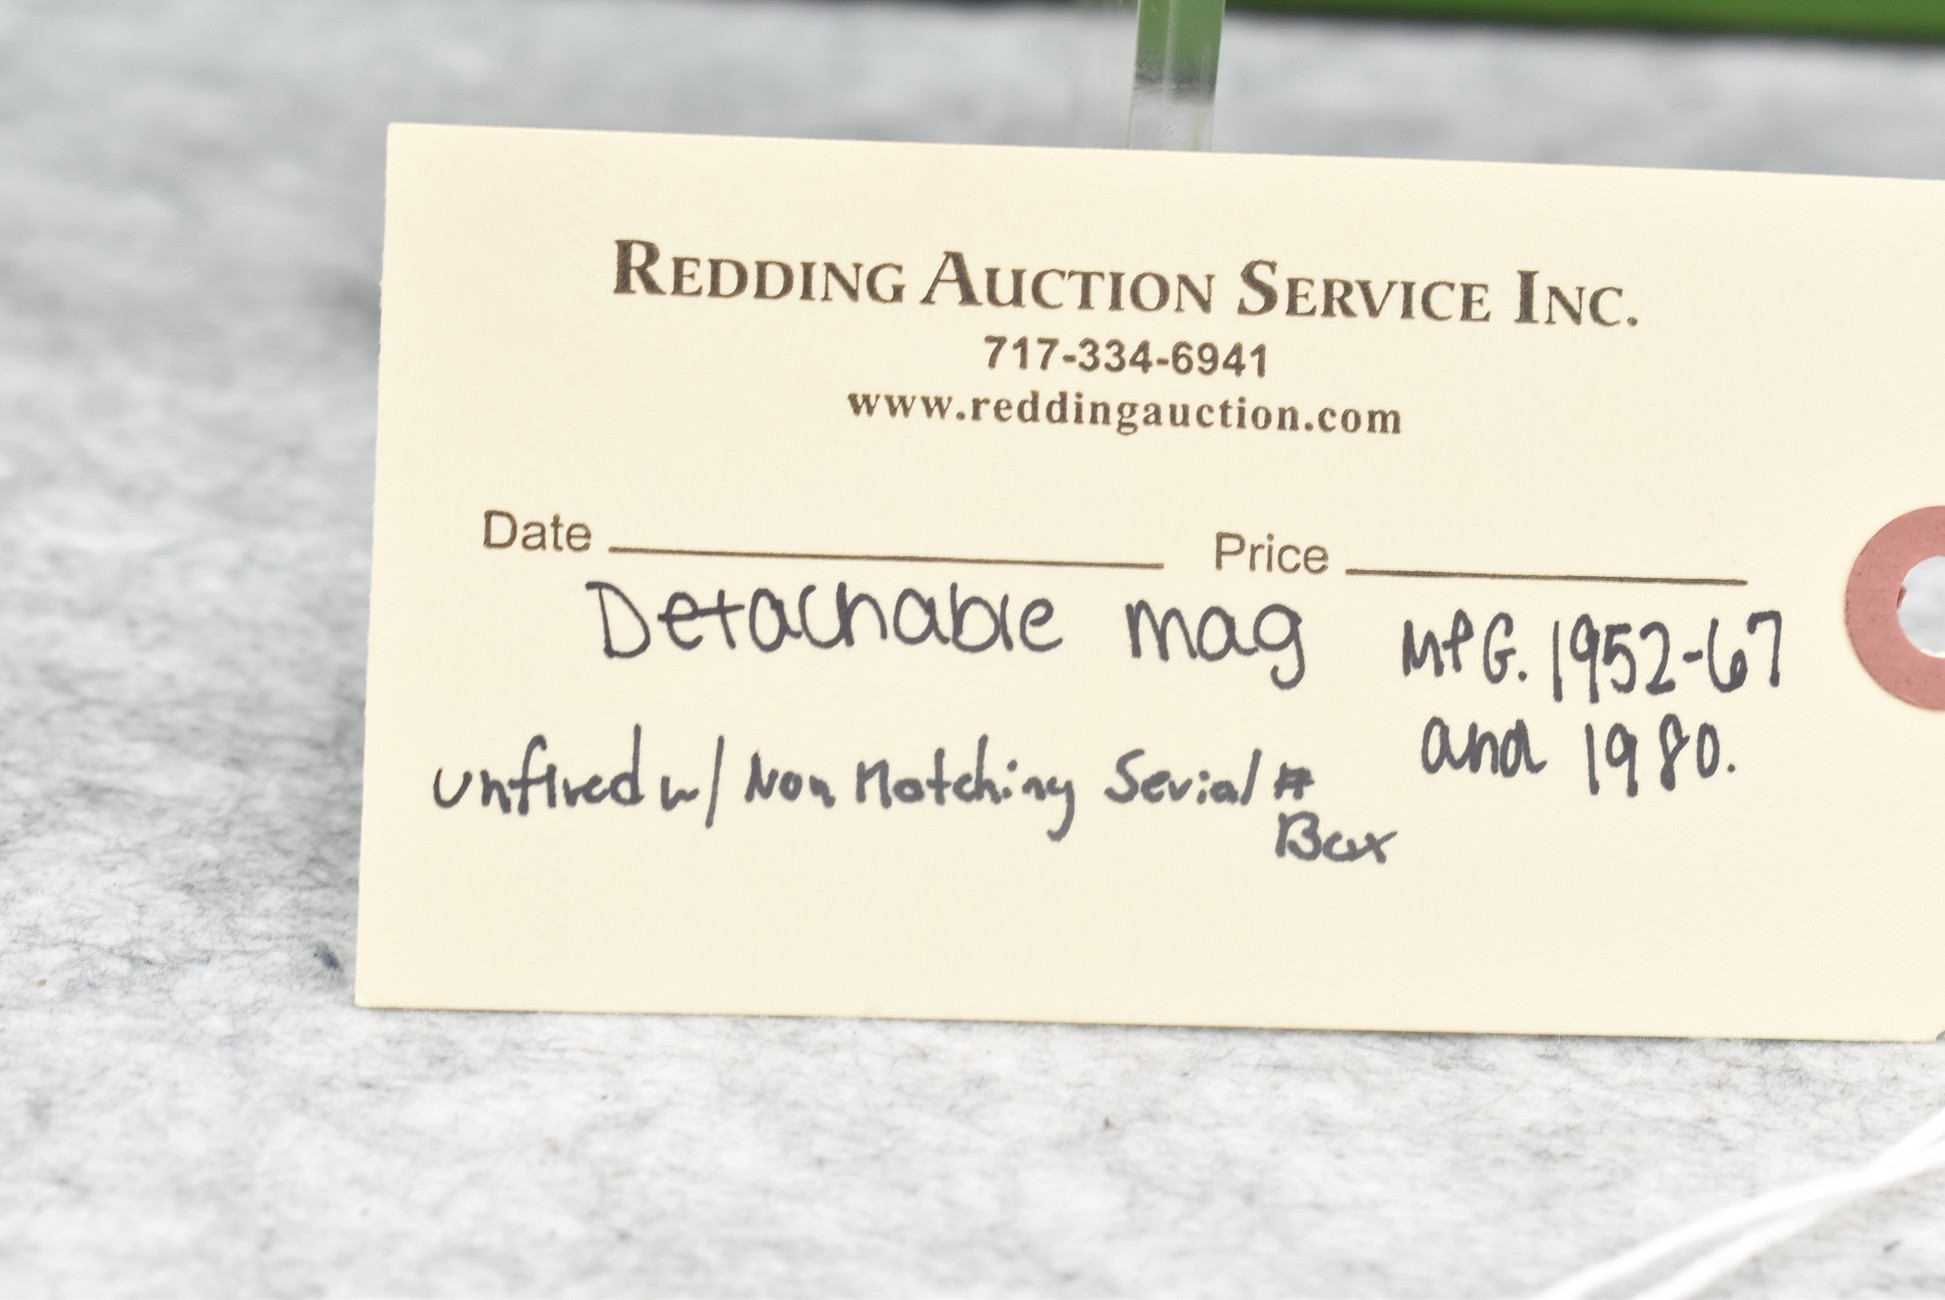 REDDING AUCTION SERVICE INC.
717-334-6941
www.reddingauction.com
Date Price
Detachable mag MfG. 1952-67
and 1980.
unfired w/ Non Matching Serial #
Box